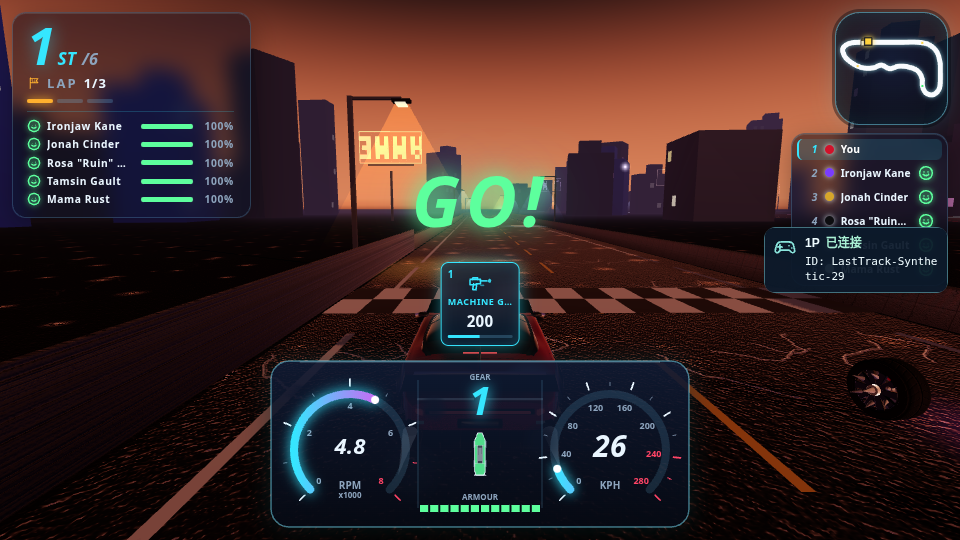 1 ST /6
LAP 1/3
Ironjaw Kane 100%
Jonah Cinder 100%
Rosa "Ruin" ... 100%
Tamsin Gault 100%
Mama Rust 100%
GO!
1 You
2 Ironjaw Kane
3 Jonah Cinder
4 Rosa "Ruin...
1P 已连接
ID: LastTrack-Synthe
tic-29
1
MACHINE G...
200
GEAR
1
ARMOUR
0 2 4 6 8
4.8
RPM
x1000
0 40 80 120 160 200 240 280
26
KPH